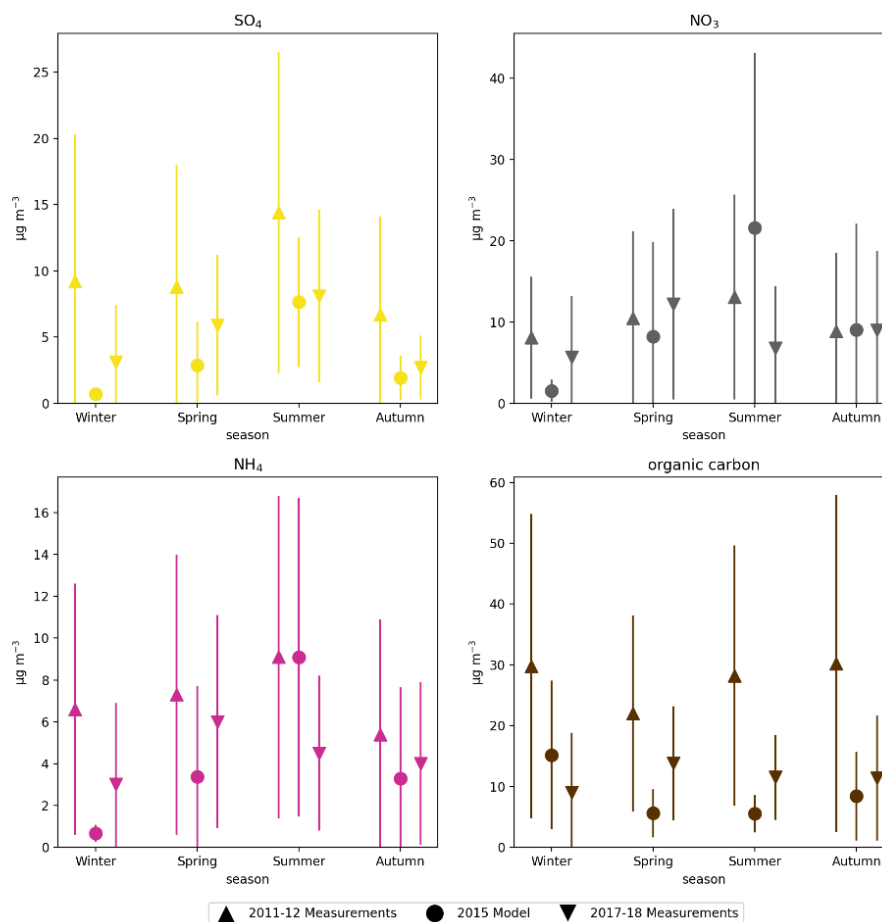 SO₄
25
20
15
10
5
0
µg m⁻³
Winter Spring Summer Autumn
season
NO₃
40
30
20
10
0
µg m⁻³
Winter Spring Summer Autumn
season
NH₄
16
14
12
10
8
6
4
2
0
µg m⁻³
Winter Spring Summer Autumn
season
organic carbon
60
50
40
30
20
10
0
µg m⁻³
Winter Spring Summer Autumn
season
2011-12 Measurements 2015 Model 2017-18 Measurements